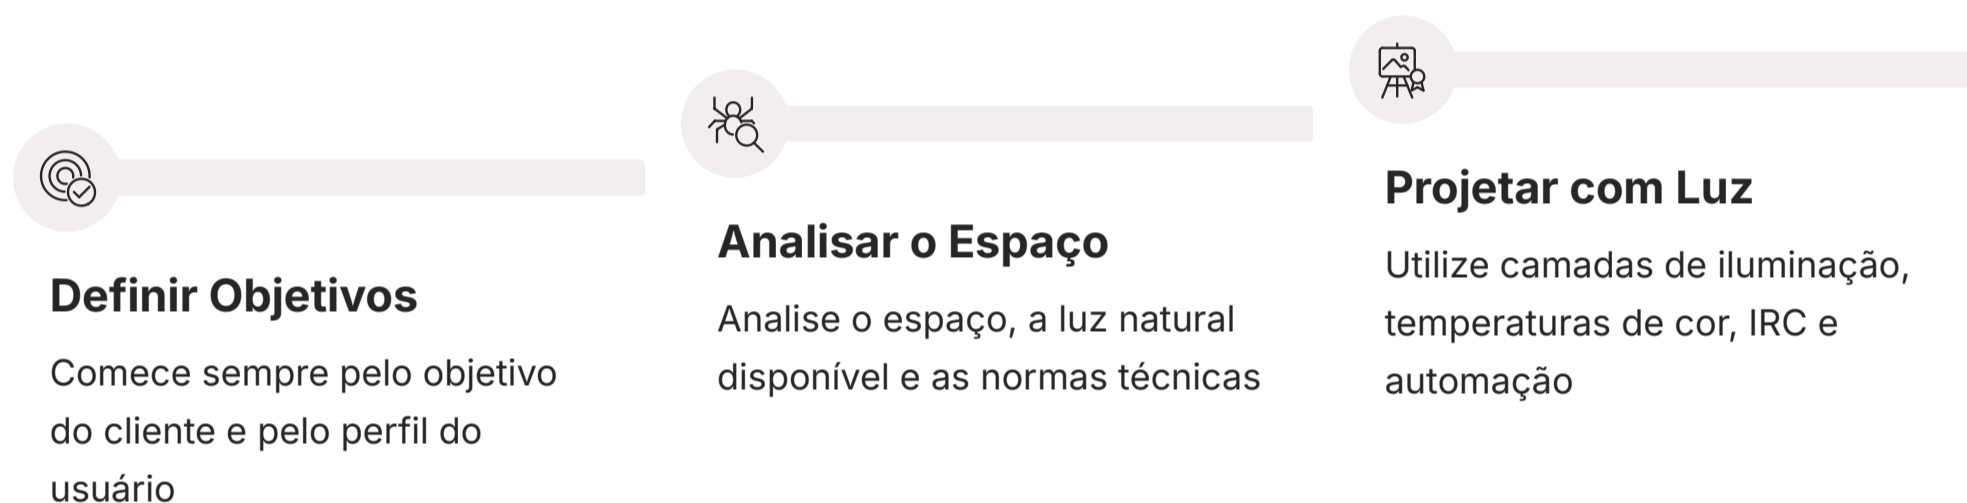 Definir Objetivos
Comece sempre pelo objetivo
do cliente e pelo perfil do
usuário
Analisar o Espaço
Analise o espaço, a luz natural
disponível e as normas técnicas
Projetar com Luz
Utilize camadas de iluminação,
temperaturas de cor, IRC e
automação